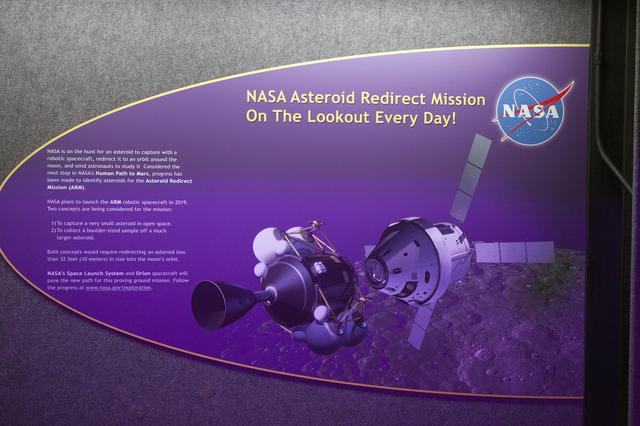 NASA Asteroid Redirect Mission
On The Lookout Every Day!
NASA
NASA is on the hunt for an asteroid to capture with a
robotic spacecraft, redirect it to an orbit around the
moon, and send astronauts to study it. Considered the
next step in NASA's Human Path to Mars, progress has
been made to identify asteroids for the Asteroid Redirect
Mission (ARM).
NASA plans to launch the ARM robotic spacecraft in 2019.
Two concepts are being considered for the mission:
1) To capture a very small asteroid in open space.
2) To collect a boulder-sized sample off a much
larger asteroid.
Both concepts would require redirecting an asteroid less
than 32 feet (10 meters) in size into the moon's orbit.
NASA's Space Launch System and Orion spacecraft will
pave the new path for this proving ground mission. Follow
the progress at www.nasa.gov/exploration.